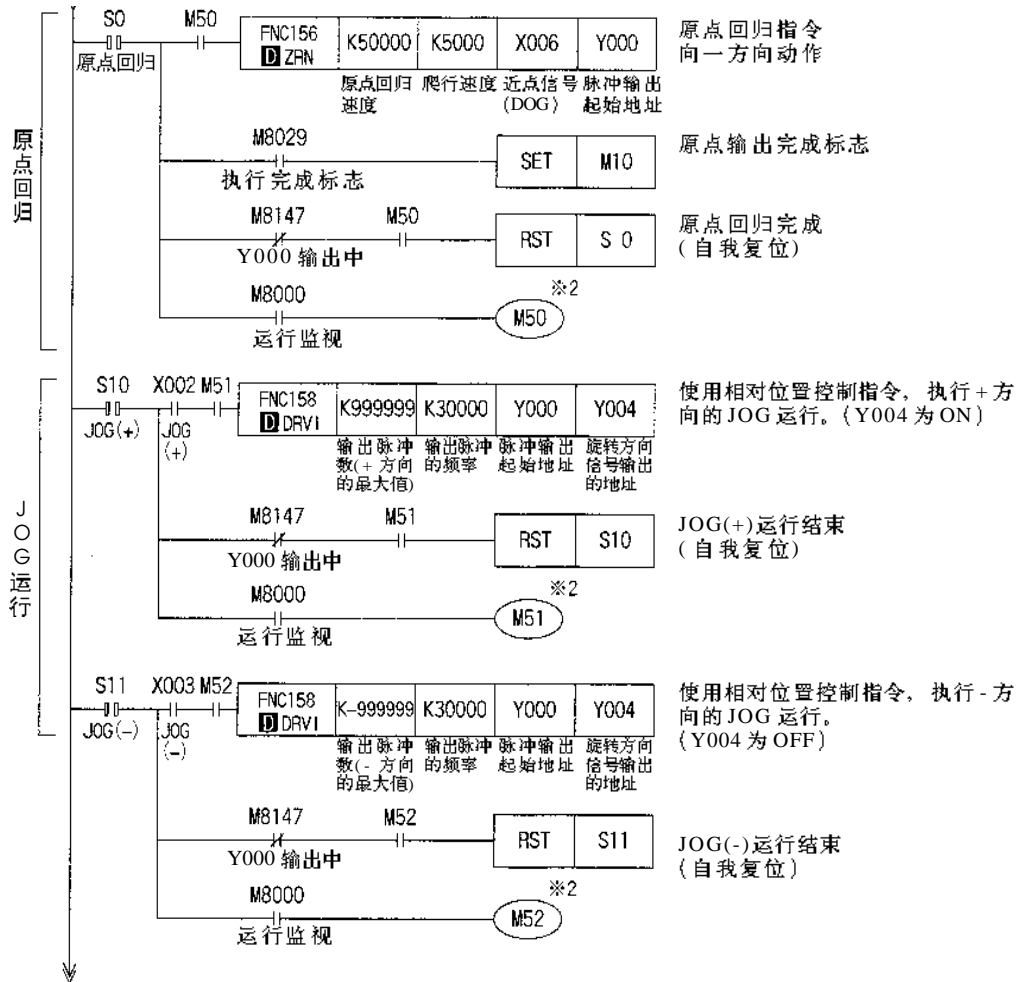 原点回归
S0 M50
原点回归
FNC156 D ZRN K50000 K5000 X006 Y000
原点回归速度 爬行速度 近点信号(DOG) 脉冲输出起始地址
原点回归指令
向一方向动作
M8029
执行完成标志
SET M10
原点输出完成标志
M8147 M50
Y000 输出中
RST S 0
原点回归完成
(自我复位)
M8000
运行监视
※2
M50
JOG运行
S10 X002 M51
JOG(+) JOG(+)
FNC158 D DRVI K999999 K30000 Y000 Y004
输出脉冲数(+ 方向的最大值) 输出脉冲的频率 脉冲输出起始地址 旋转方向信号输出的地址
使用相对位置控制指令, 执行+方
向的JOG 运行。(Y004 为 ON)
M8147 M51
Y000 输出中
RST S10
JOG(+)运行结束
(自我复位)
M8000
运行监视
※2
M51
S11 X003 M52
JOG(−) JOG(−)
FNC158 D DRVI K-999999 K30000 Y000 Y004
输出脉冲数(- 方向的最大值) 输出脉冲的频率 脉冲输出起始地址 旋转方向信号输出的地址
使用相对位置控制指令, 执行-方
向的JOG 运行。
(Y004 为 OFF)
M8147 M52
Y000 输出中
RST S11
JOG(-)运行结束
(自我复位)
M8000
运行监视
※2
M52